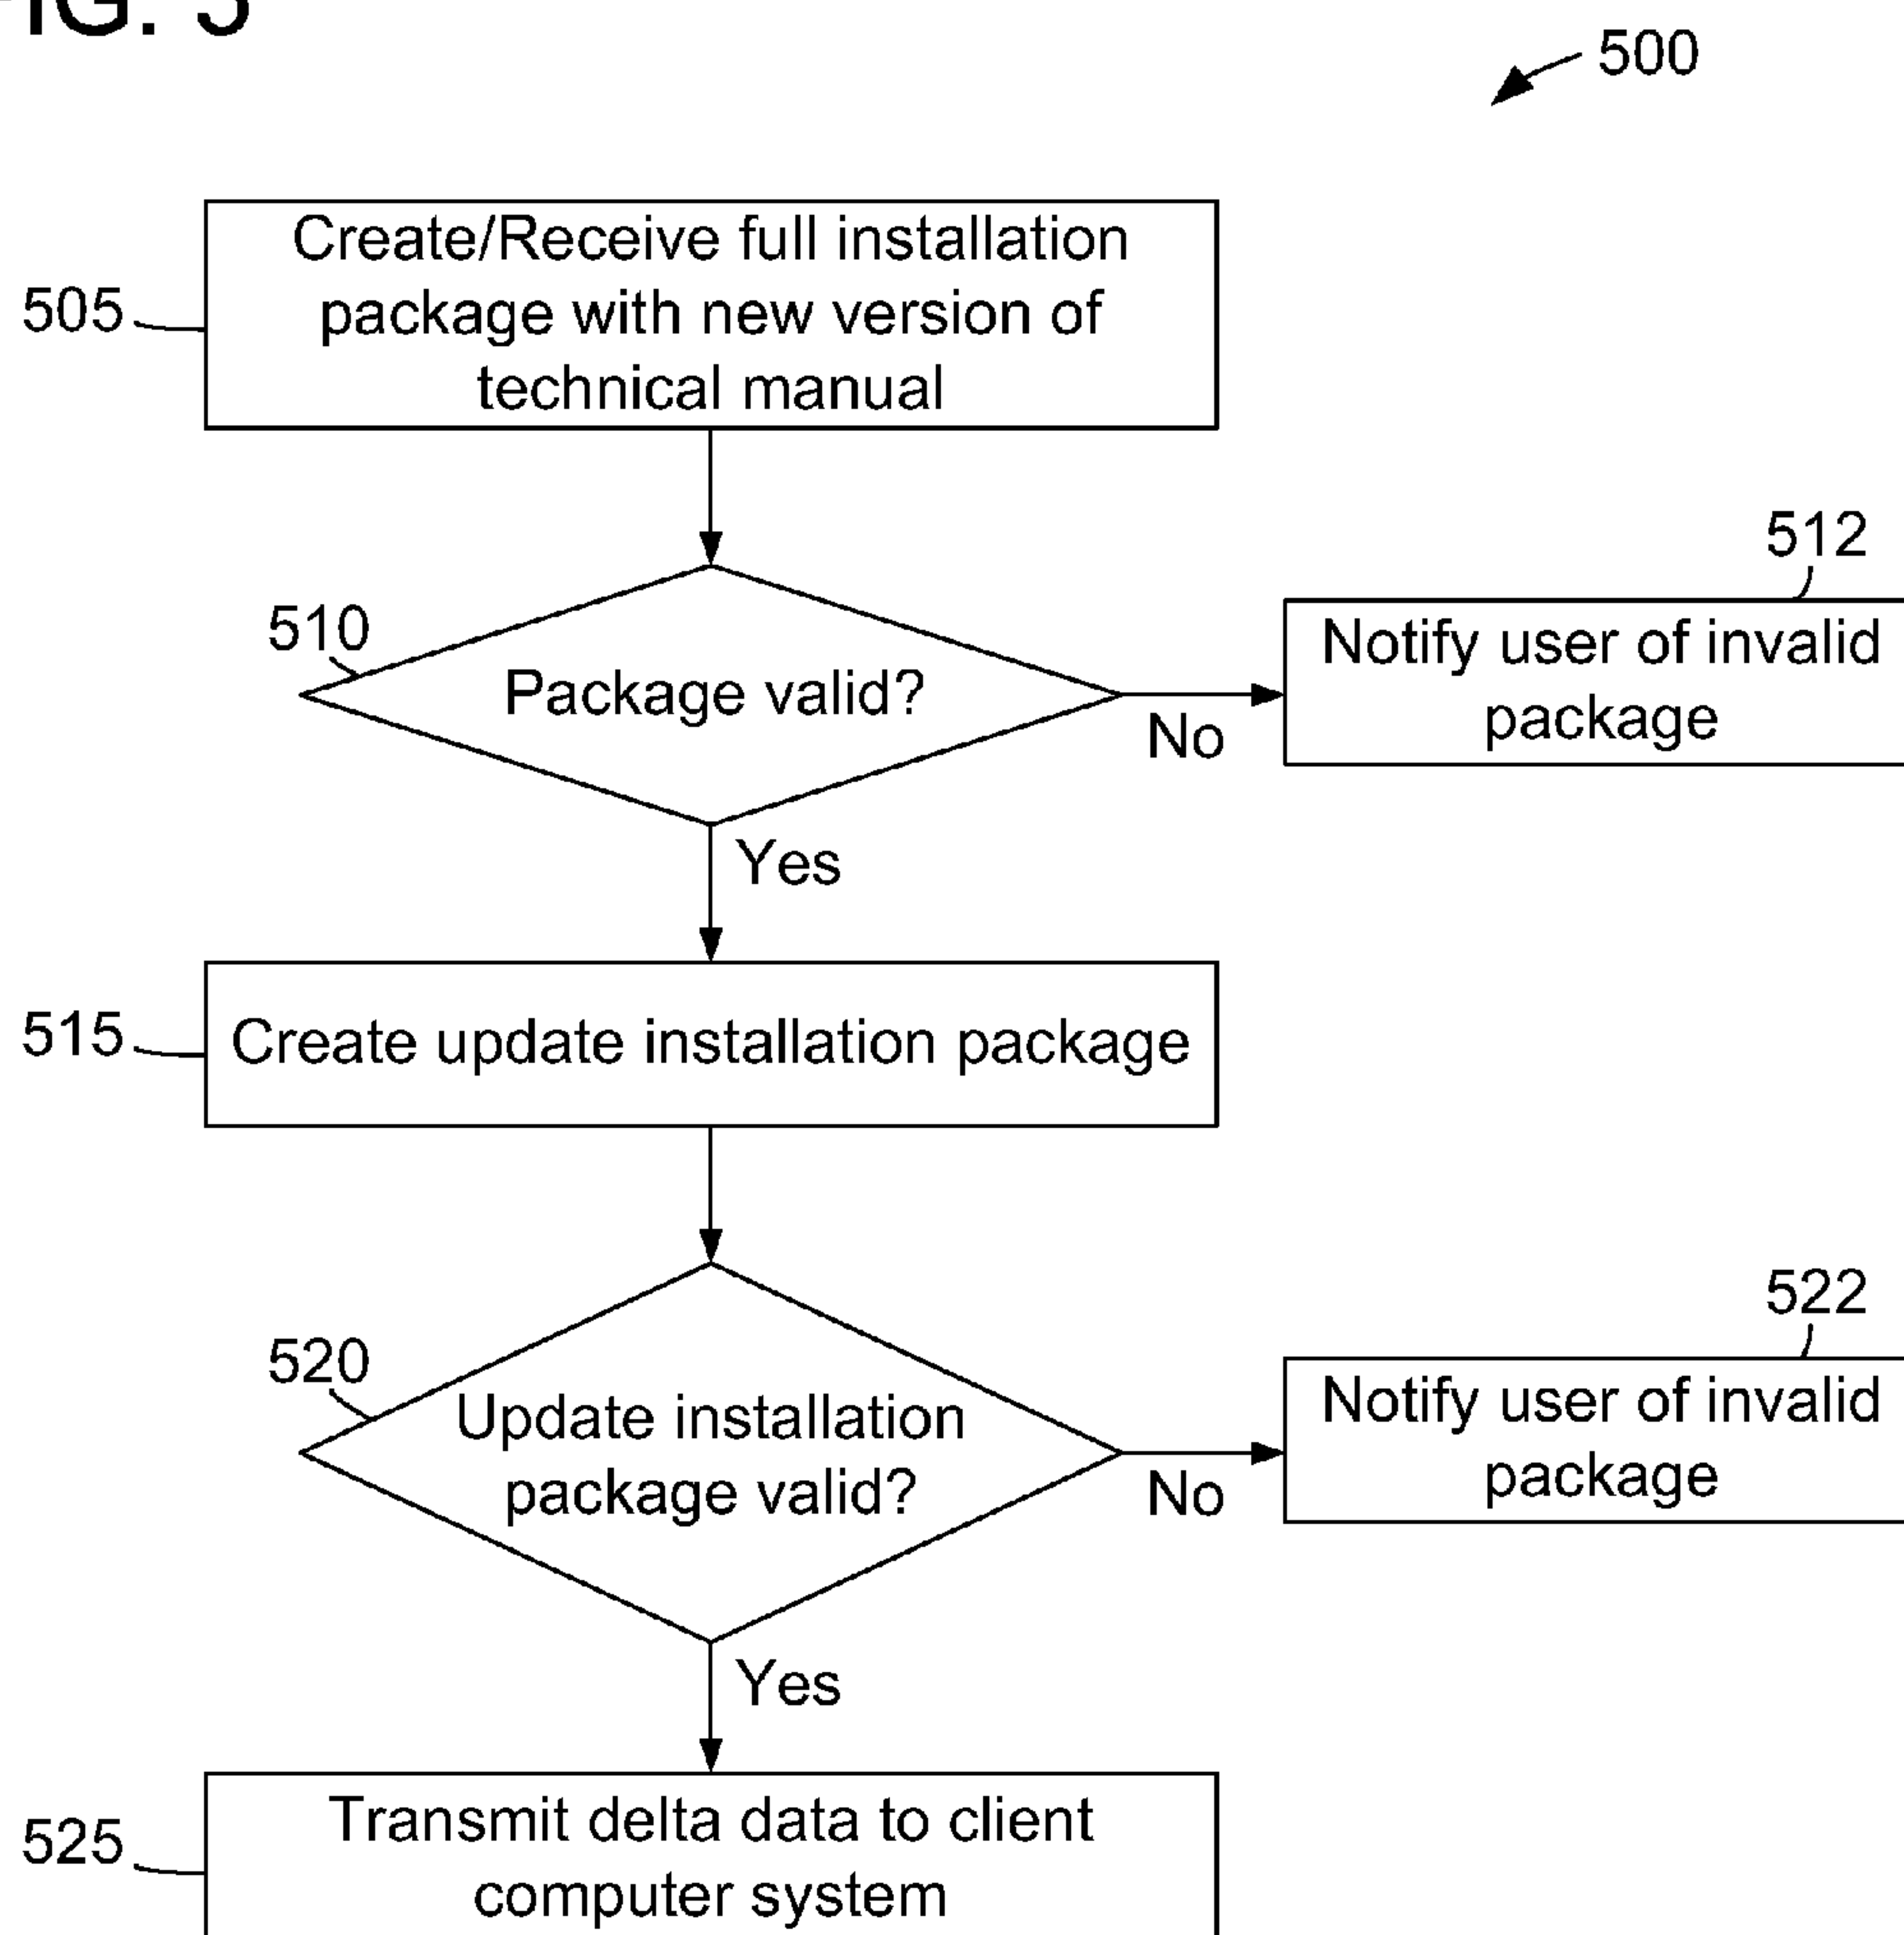 FIG. 5
500
505
Create/Receive full installation
package with new version of
technical manual
510
Package valid?
No
512
Notify user of invalid
package
Yes
515
Create update installation package
520
Update installation
package valid?
No
522
Notify user of invalid
package
Yes
525
Transmit delta data to client
computer system